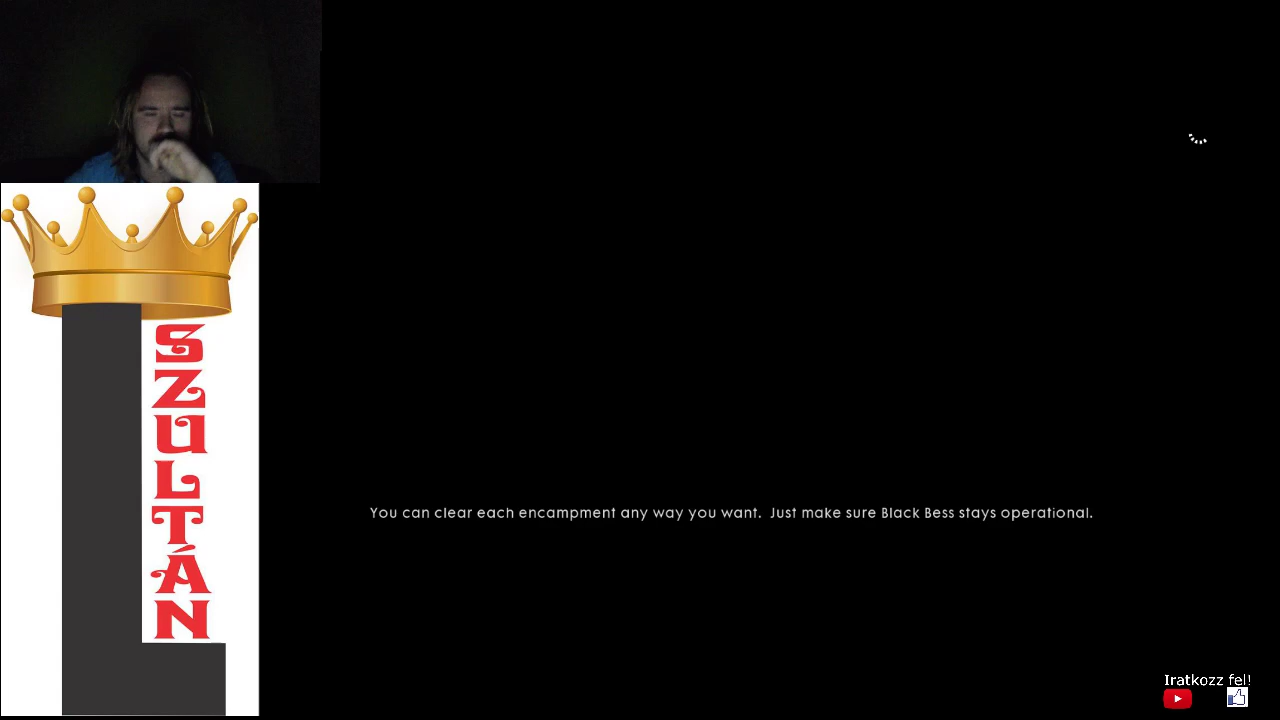 SZULTÁN
You can clear each encampment any way you want.  Just make sure Black Bess stays operational.
Iratkozz fel!